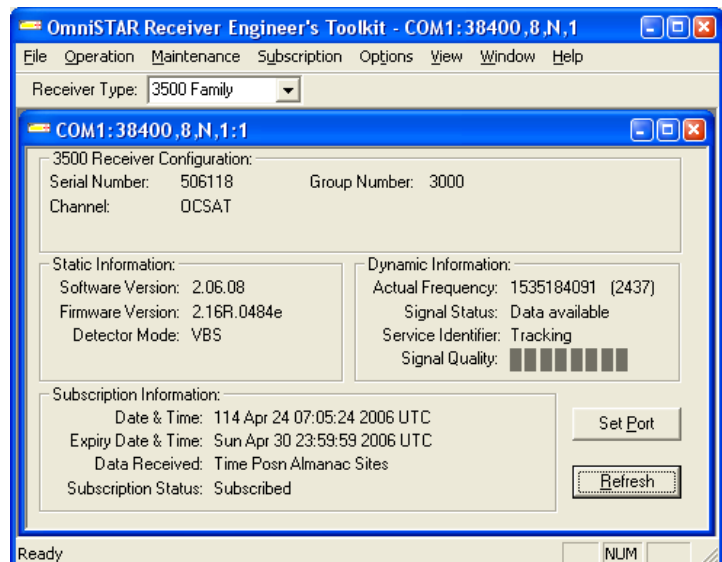 OmniSTAR Receiver Engineer's Toolkit - COM1:38400,8,N,1
File Operation Maintenance Subscription Options View Window Help
Receiver Type: 3500 Family
COM1:38400,8,N,1:1
3500 Receiver Configuration:
Serial Number: 506118 Group Number: 3000
Channel: OCSAT
Static Information:
Software Version: 2.06.08
Firmware Version: 2.16R.0484e
Detector Mode: VBS
Dynamic Information:
Actual Frequency: 1535184091 (2437)
Signal Status: Data available
Service Identifier: Tracking
Signal Quality:
Subscription Information:
Date & Time: 114 Apr 24 07:05:24 2006 UTC
Expiry Date & Time: Sun Apr 30 23:59:59 2006 UTC
Data Received: Time Posn Almanac Sites
Subscription Status: Subscribed
Set Port
Refresh
Ready NUM